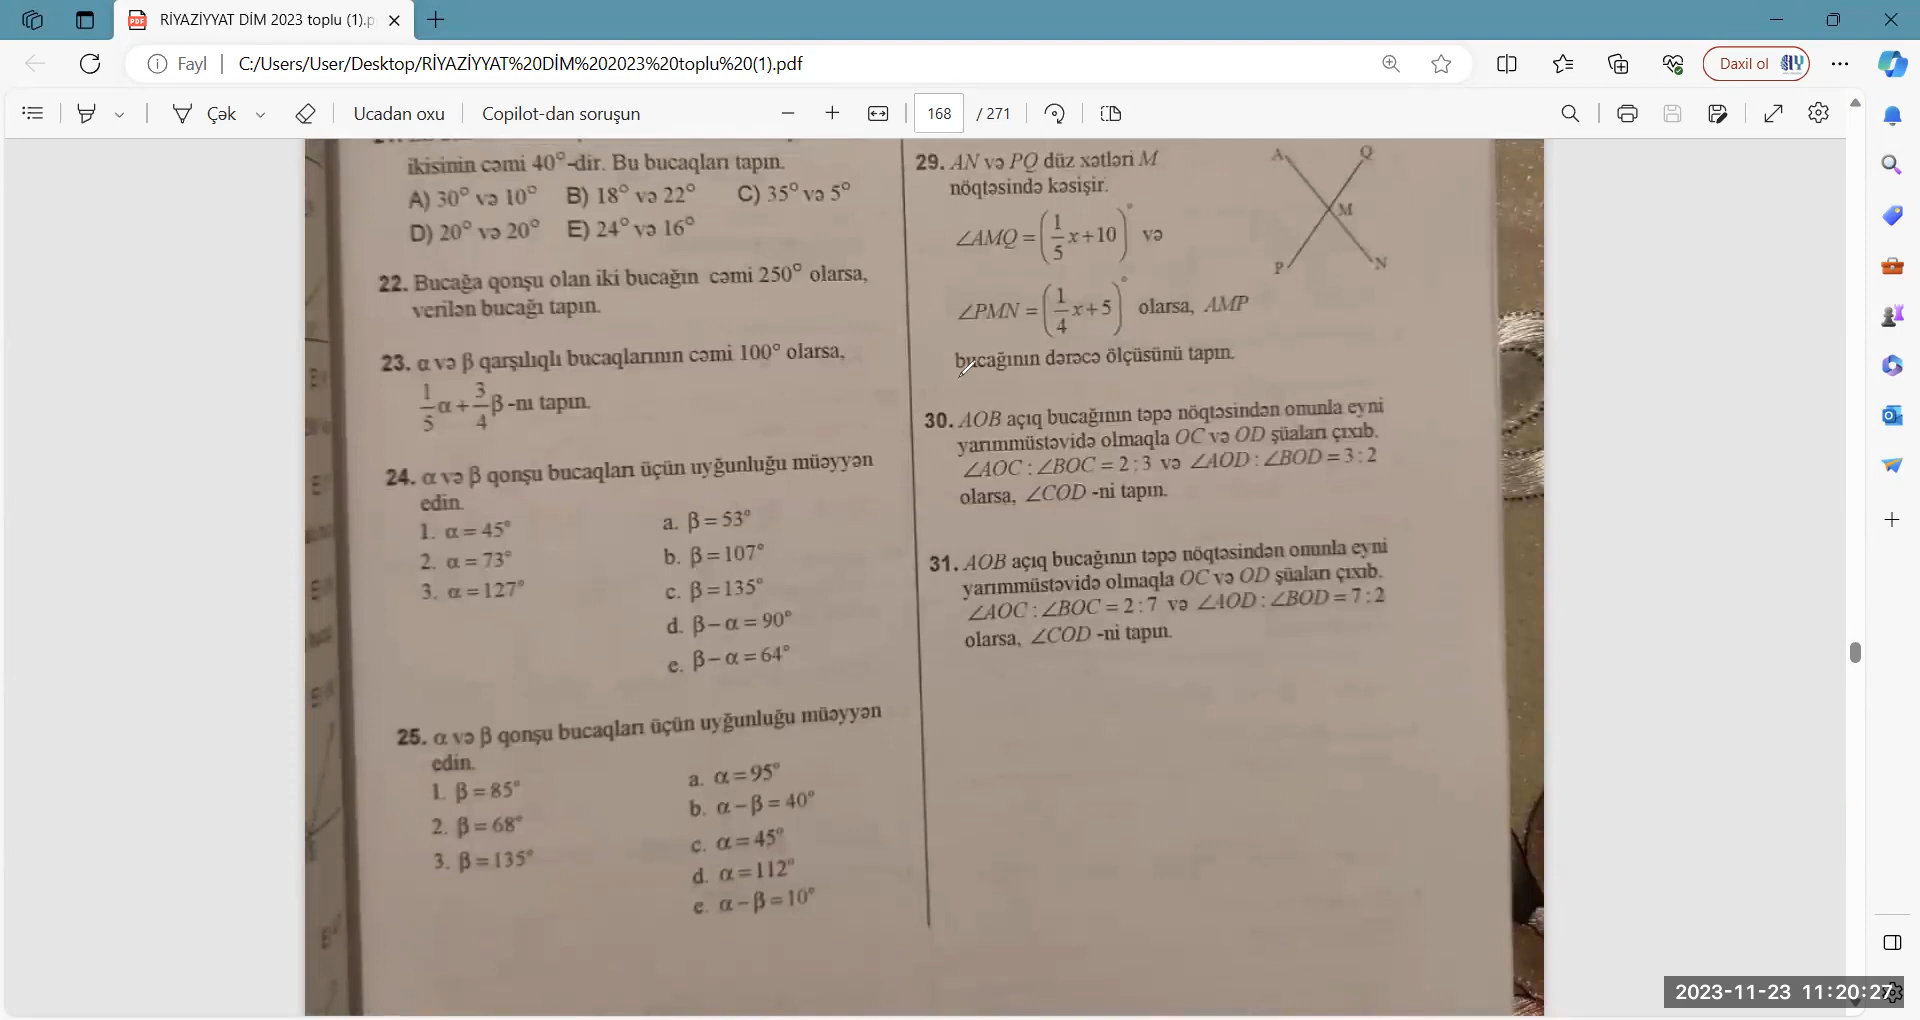 RİYAZİYYAT DİM 2023 toplu (1).p
Fayl
C:/Users/User/Desktop/RİYAZİYYAT%20DİM%202023%20toplu%20(1).pdf
Daxil ol
Çək
Ucadan oxu
Copilot-dan soruşun
168 / 271
ikisinin cəmi 40°-dir. Bu bucaqları tapın.
A) 30° və 10° B) 18° və 22° C) 35° və 5°
D) 20° və 20° E) 24° və 16°
22. Bucağa qonşu olan iki bucağın cəmi 250° olarsa,
verilən bucağı tapın.
23. α və β qarşılıqlı bucaqlarının cəmi 100° olarsa,
1/5 α + 3/4 β -nı tapın.
24. α və β qonşu bucaqları üçün uyğunluğu müəyyən
edin.
1. α = 45°
2. α = 73°
3. α = 127°
a. β = 53°
b. β = 107°
c. β = 135°
d. β – α = 90°
e. β – α = 64°
25. α və β qonşu bucaqları üçün uyğunluğu müəyyən
edin.
1. β = 85°
2. β = 68°
3. β = 135°
a. α = 95°
b. α – β = 40°
c. α = 45°
d. α = 112°
e. α – β = 10°
29. AN və PQ düz xətləri M
nöqtəsində kəsişir.
∠AMQ = (1/5 x + 10)° və
∠PMN = (1/4 x + 5)° olarsa, AMP
bucağının dərəcə ölçüsünü tapın.
A
Q
M
P
N
30. AOB açıq bucağının təpə nöqtəsindən onunla eyni
yarımmüstəvidə olmaqla OC və OD şüaları çıxıb.
∠AOC : ∠BOC = 2 : 3 və ∠AOD : ∠BOD = 3 : 2
olarsa, ∠COD -ni tapın.
31. AOB açıq bucağının təpə nöqtəsindən onunla eyni
yarımmüstəvidə olmaqla OC və OD şüaları çıxıb.
∠AOC : ∠BOC = 2 : 7 və ∠AOD : ∠BOD = 7 : 2
olarsa, ∠COD -ni tapın.
2023-11-23 11:20:27